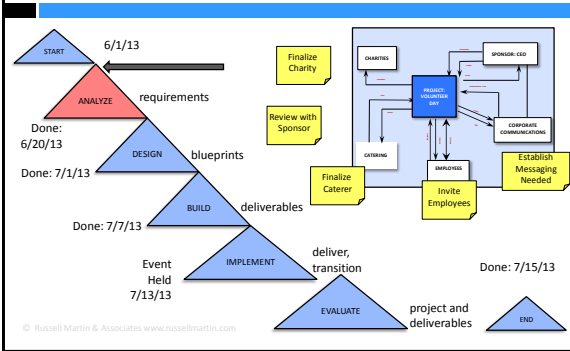 START
6/1/13
ANALYZE
requirements
Done:
6/20/13
DESIGN
blueprints
Done: 7/1/13
BUILD
deliverables
Done: 7/7/13
IMPLEMENT
deliver,
transition
Event
Held
7/13/13
EVALUATE
project and
deliverables
Done: 7/15/13
END
Finalize
Charity
Review with
Sponsor
Finalize
Caterer
CHARITIES
SPONSOR: CEO
PROJECT:
VOLUNTEER
DAY
CORPORATE
COMMUNICATIONS
CATERING
EMPLOYEES
Invite
Employees
Establish
Messaging
Needed
© Russell Martin & Associates www.russellmartin.com